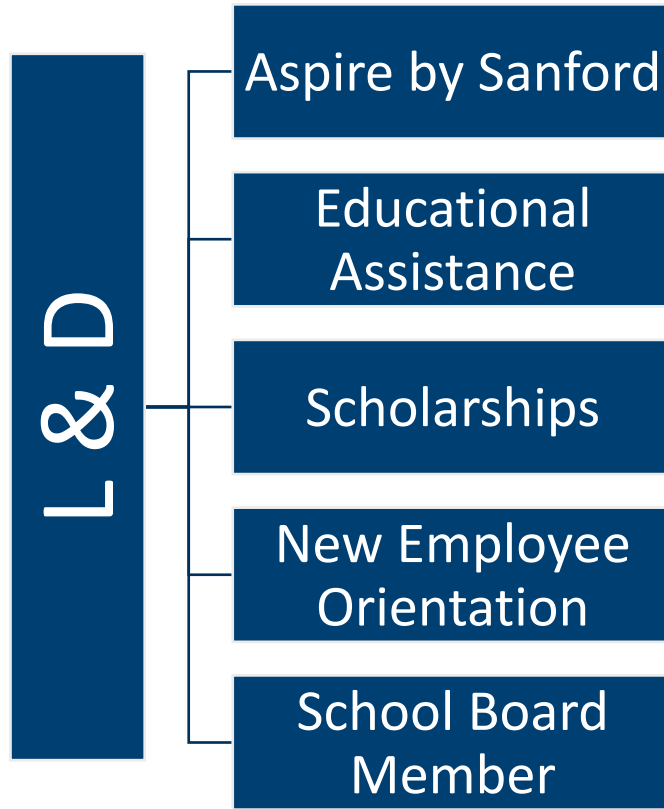 L & D
Aspire by Sanford
Educational
Assistance
Scholarships
New Employee
Orientation
School Board
Member